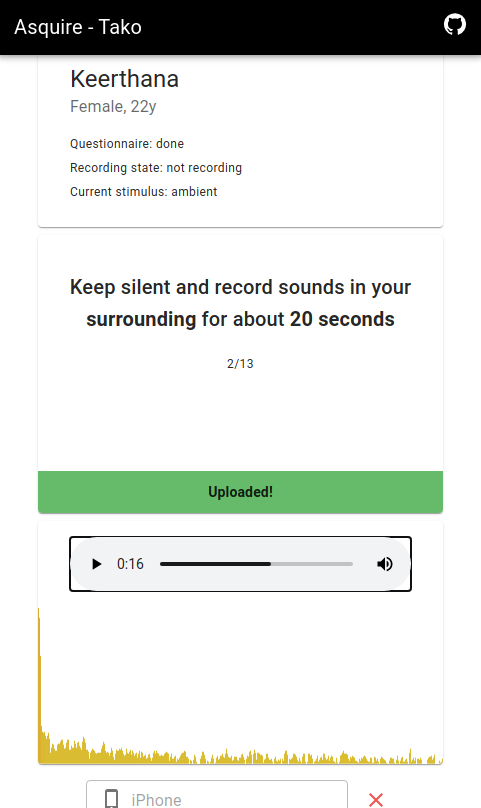 Asquire - Tako
Keerthana
Female, 22y
Questionnaire: done
Recording state: not recording
Current stimulus: ambient
Keep silent and record sounds in your
surrounding for about 20 seconds
2/13
Uploaded!
0:16
iPhone